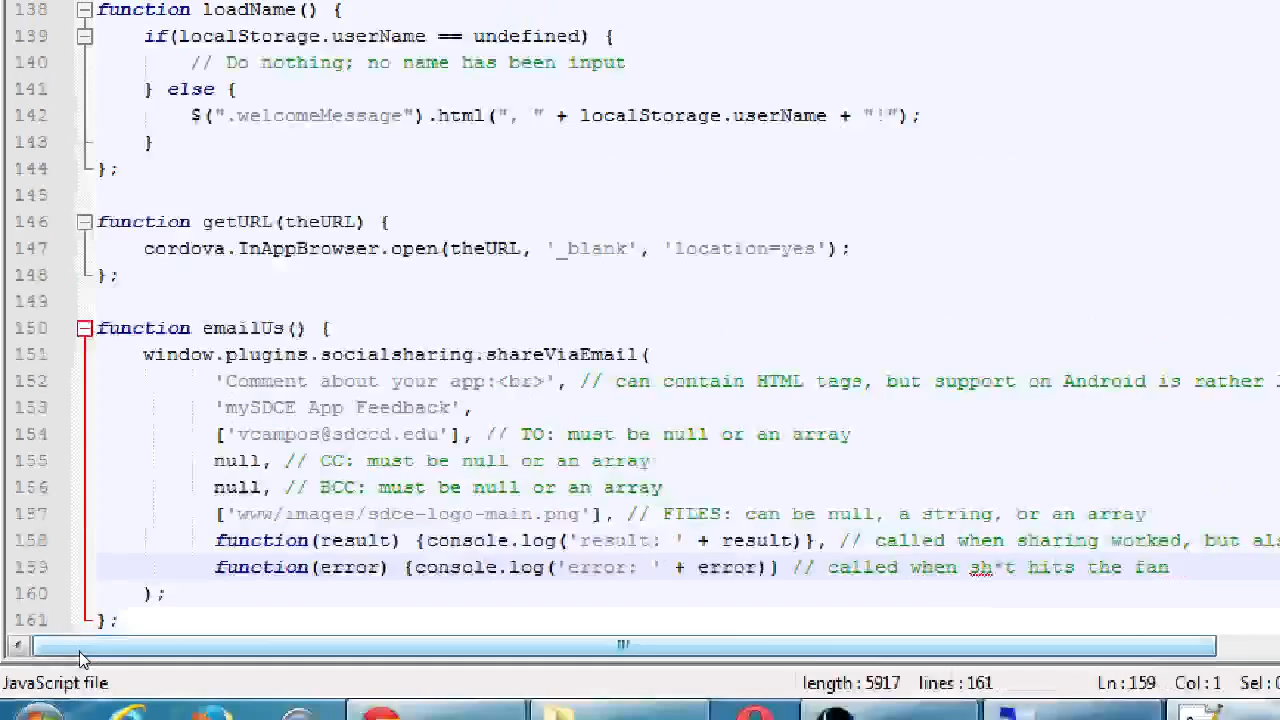 138 function loadName() {
139 if(localStorage.userName == undefined) {
140 // Do nothing; no name has been input
141 } else {
142 $(".welcomeMessage").html(", " + localStorage.userName + "!");
143 }
144 };
145
146 function getURL(theURL) {
147 cordova.InAppBrowser.open(theURL, '_blank', 'location=yes');
148 };
149
150 function emailUs() {
151 window.plugins.socialsharing.shareViaEmail(
152 'Comment about your app:<br>', // can contain HTML tags, but support on Android is rather
153 'mySDCE App Feedback',
154 ['vcampos@sdccd.edu'], // TO: must be null or an array
155 null, // CC: must be null or an array
156 null, // BCC: must be null or an array
157 ['www/images/sdce-logo-main.png'], // FILES: can be null, a string, or an array
158 function(result) {console.log('result: ' + result)}, // called when sharing worked, but als
159 function(error) {console.log('error: ' + error)} // called when sh*t hits the fan
160 );
161 };
JavaScript file length : 5917 lines : 161 Ln : 159 Col : 1 Sel :